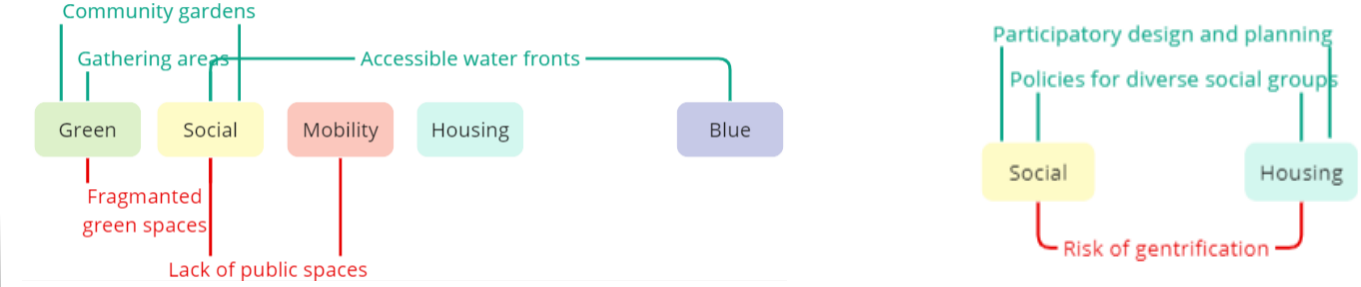 Community gardens
Gathering areas
Accessible water fronts
Green
Social
Mobility
Housing
Blue
Fragmanted
green spaces
Lack of public spaces
Participatory design and planning
Policies for diverse social groups
Social
Housing
Risk of gentrification